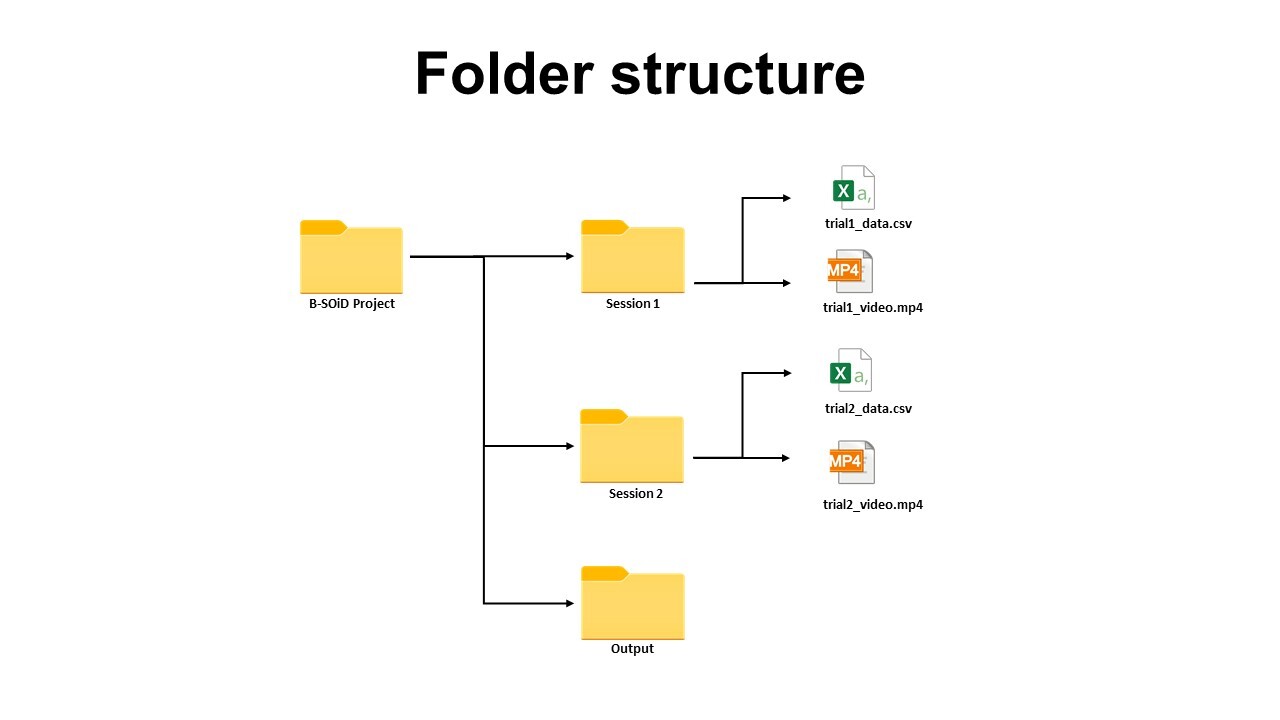 Folder structure
X a,
trial1_data.csv
MP4
trial1_video.mp4
B-SOiD Project
Session 1
X a,
trial2_data.csv
MP4
trial2_video.mp4
Session 2
Output